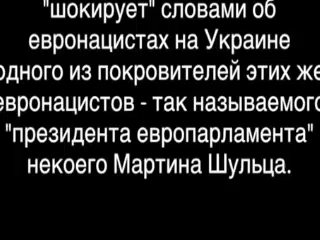 "шокирует" словами об
евронацистах на Украине
одного из покровителей этих же
евронацистов - так называемого
"президента европарламента"
некоего Мартина Шульца.